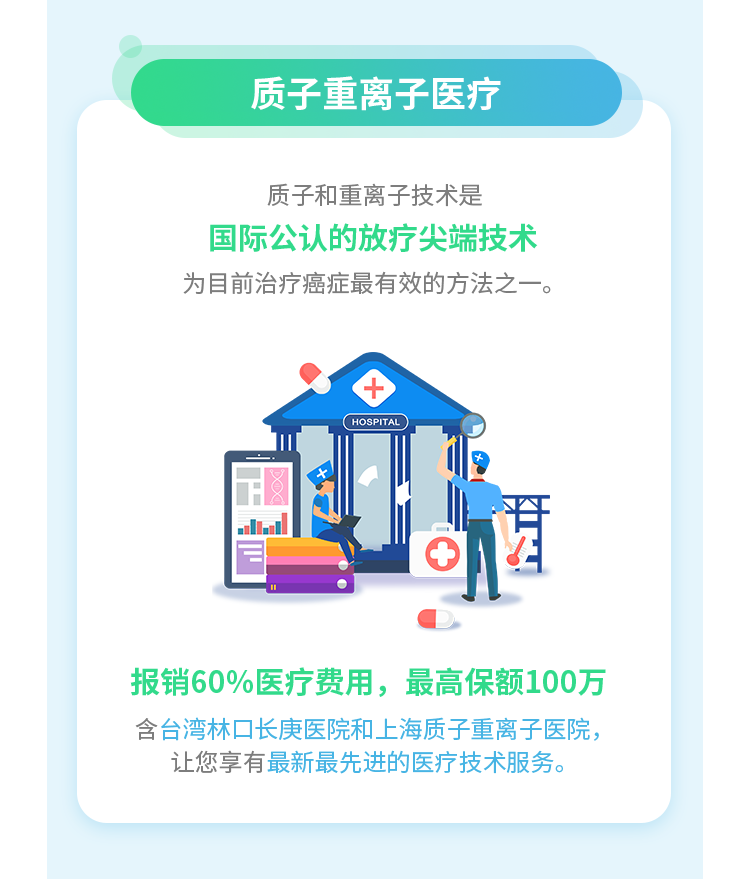 质子重离子医疗
质子和重离子技术是
国际公认的放疗尖端技术
为目前治疗癌症最有效的方法之一。
HOSPITAL
报销60%医疗费用，最高保额100万
含台湾林口长庚医院和上海质子重离子医院，
让您享有最新最先进的医疗技术服务。